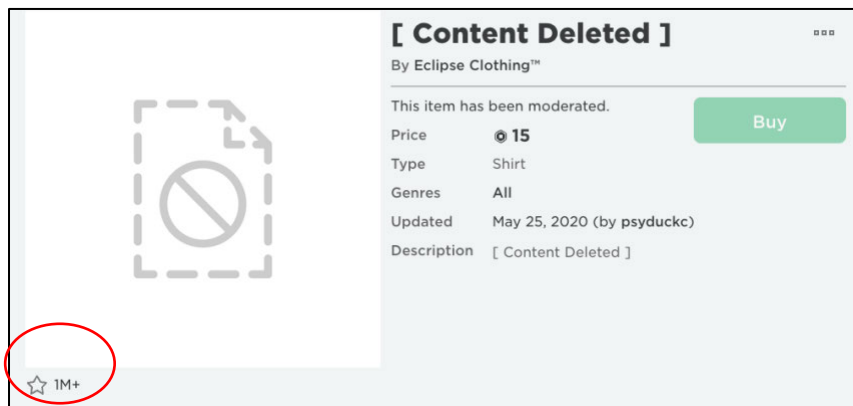 [ Content Deleted ]
By Eclipse Clothing™
This item has been moderated.
Buy
Price 15
Type Shirt
Genres All
Updated May 25, 2020 (by psyduckc)
Description [ Content Deleted ]
1M+